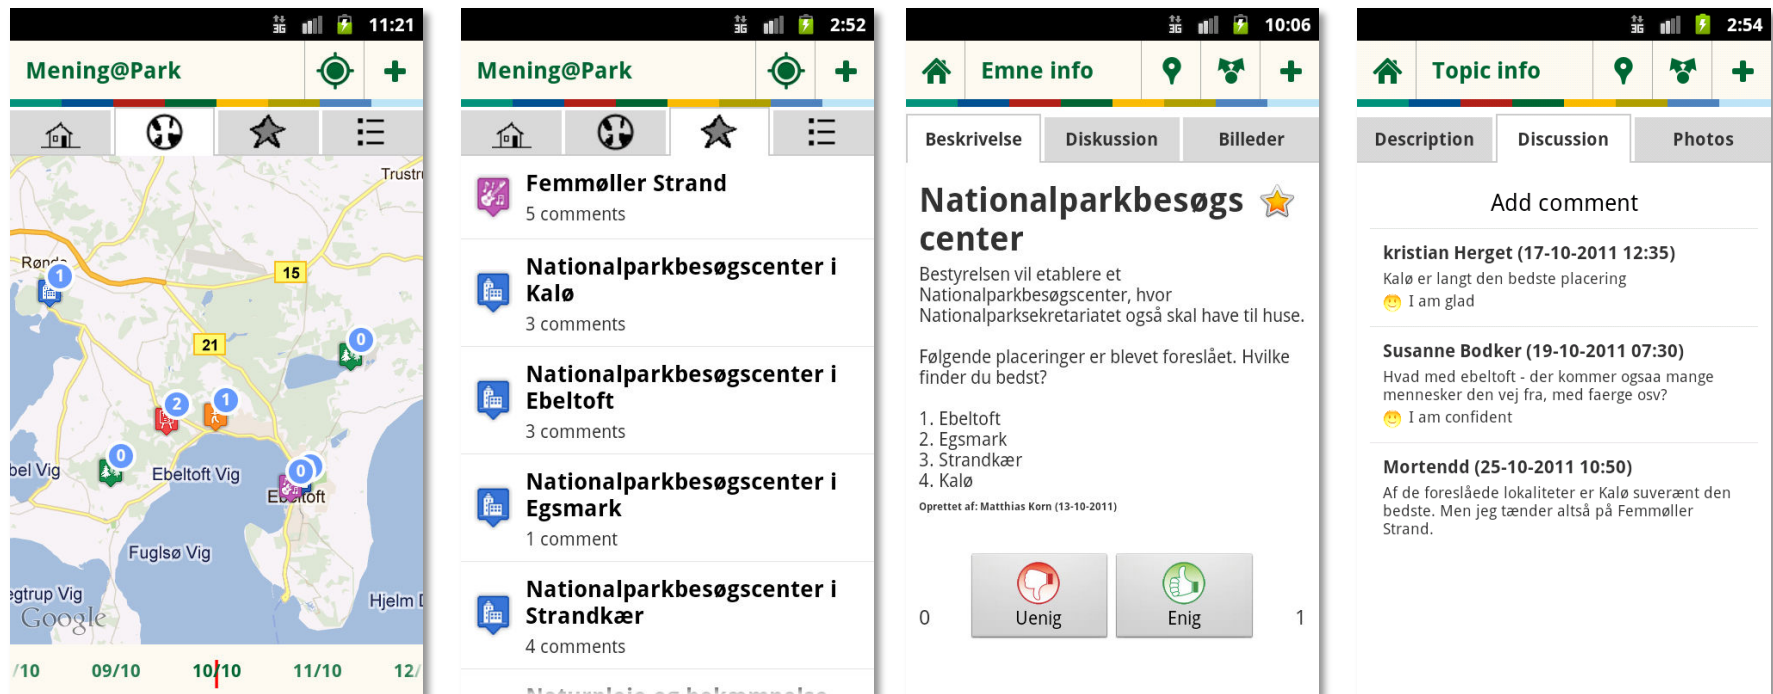 3G 11:21
Mening@Park
Trustr
Rønde
1
15
21
0
2
1
0
bel Vig
Ebeltoft Vig
0
Ebeltoft
Fuglsø Vig
egtrup Vig
Hjelm D
Google
/10 09/10 10/10 11/10 12/
3G 2:52
Mening@Park
Femmøller Strand
5 comments
Nationalparkbesøgscenter i
Kalø
3 comments
Nationalparkbesøgscenter i
Ebeltoft
3 comments
Nationalparkbesøgscenter i
Egsmark
1 comment
Nationalparkbesøgscenter i
Strandkær
4 comments
3G 10:06
Emne info
Beskrivelse Diskussion Billeder
Nationalparkbesøgs
center
Bestyrelsen vil etablere et
Nationalparkbesøgscenter, hvor
Nationalparksekretariatet også skal have til huse.
Følgende placeringer er blevet foreslået. Hvilke
finder du bedst?
1. Ebeltoft
2. Egsmark
3. Strandkær
4. Kalø
Oprettet af: Matthias Korn (13-10-2011)
0 Uenig Enig 1
3G 2:54
Topic info
Description Discussion Photos
Add comment
kristian Herget (17-10-2011 12:35)
Kalø er langt den bedste placering
I am glad
Susanne Bodker (19-10-2011 07:30)
Hvad med ebeltoft - der kommer ogsaa mange
mennesker den vej fra, med faerge osv?
I am confident
Mortendd (25-10-2011 10:50)
Af de foreslåede lokaliteter er Kalø suverænt den
bedste. Men jeg tænder altså på Femmøller
Strand.